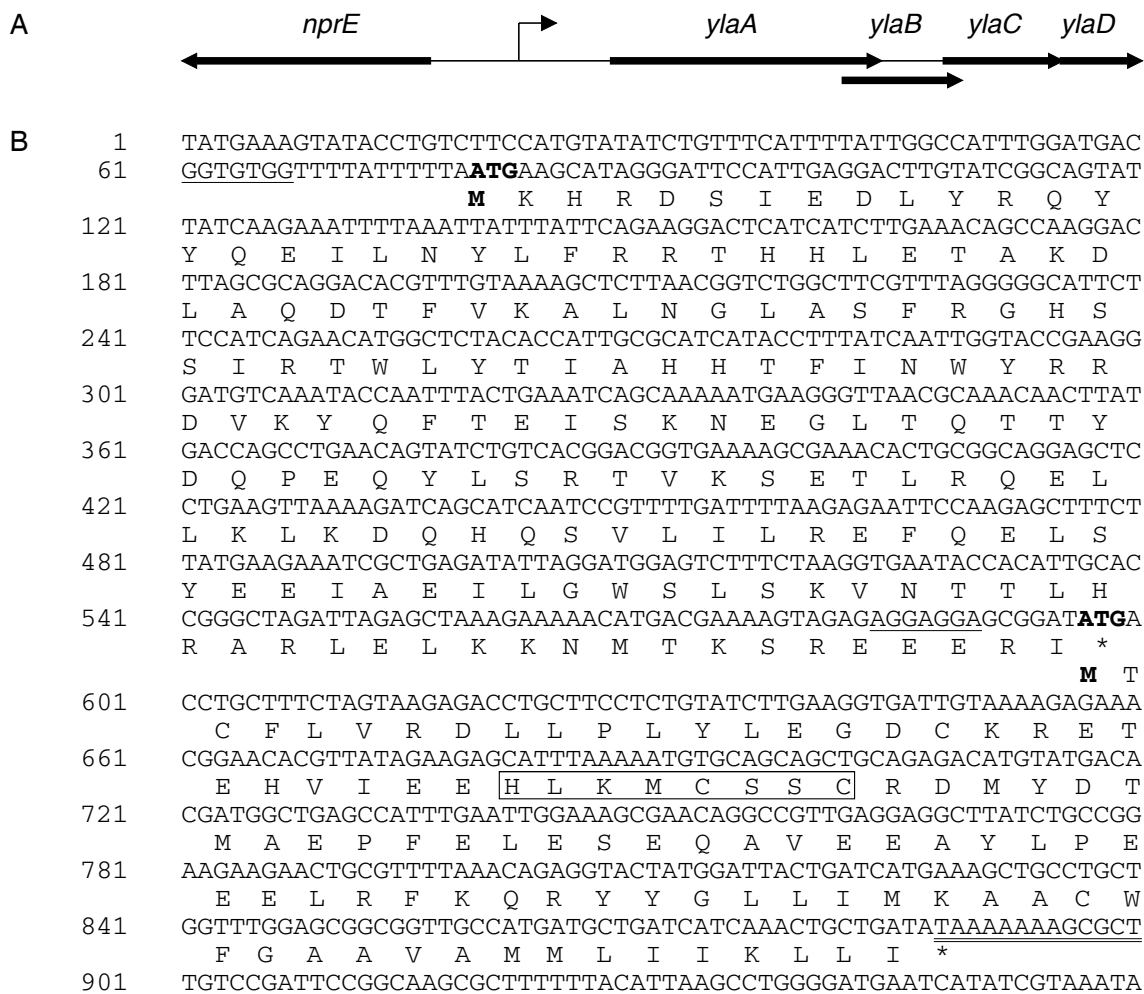 A nprE ylaA ylaB ylaC ylaD
B 1 TATGAAAGTATACCTGTCTTCCATGTATATCTGTTTCATTTTATTGGCCATTTGGATGAC
61 GGTGTGGTTTTATTTTTAATGAAGCATAGGGATTCCATTGAGGACTTGTATCGGCAGTAT
M K H R D S I E D L Y R Q Y
121 TATCAAGAAATTTTAAATTATTTATTCAGAAGGACTCATCATCTTGAAACAGCCAAGGAC
Y Q E I L N Y L F R R T H H L E T A K D
181 TTAGCGCAGGACACGTTTGTAAAAGCTCTTAACGGTCTGGCTTCGTTTAGGGGGCATTCT
L A Q D T F V K A L N G L A S F R G H S
241 TCCATCAGAACATGGCTCTACACCATTGCGCATCATACCTTTATCAATTGGTACCGAAGG
S I R T W L Y T I A H H T F I N W Y R R
301 GATGTCAAATACCAATTTACTGAAATCAGCAAAAATGAAGGGTTAACGCAAACAACTTAT
D V K Y Q F T E I S K N E G L T Q T T Y
361 GACCAGCCTGAACAGTATCTGTCACGGACGGTGAAAAGCGAAACACTGCGGCAGGAGCTC
D Q P E Q Y L S R T V K S E T L R Q E L
421 CTGAAGTTAAAAGATCAGCATCAATCCGTTTTGATTTTAAGAGAATTCCAAGAGCTTTCT
L K L K D Q H Q S V L I L R E F Q E L S
481 TATGAAGAAATCGCTGAGATATTAGGATGGAGTCTTTCTAAGGTGAATACCACATTGCAC
Y E E I A E I L G W S L S K V N T T L H
541 CGGGCTAGATTAGAGCTAAAGAAAAACATGACGAAAAGTAGAGAGGAGGAGCGGATATGA
R A R L E L K K N M T K S R E E E R I *
M T
601 CCTGCTTTCTAGTAAGAGACCTGCTTCCTCTGTATCTTGAAGGTGATTGTAAAAGAGAAA
C F L V R D L L P L Y L E G D C K R E T
661 CGGAACACGTTATAGAAGAGCATTTAAAAATGTGCAGCAGCTGCAGAGACATGTATGACA
E H V I E E H L K M C S S C R D M Y D T
721 CGATGGCTGAGCCATTTGAATTGGAAAGCGAACAGGCCGTTGAGGAGGCTTATCTGCCGG
M A E P F E L E S E Q A V E E A Y L P E
781 AAGAAGAACTGCGTTTTAAACAGAGGTACTATGGATTACTGATCATGAAAGCTGCCTGCT
E E L R F K Q R Y Y G L L I M K A A C W
841 GGTTTGGAGCGGCGGTTGCCATGATGCTGATCATCAAACTGCTGATATAAAAAAAGCGCT
F G A A V A M M L I I K L L I *
901 TGTCCGATTCCGGCAAGCGCTTTTTTACATTAAGCCTGGGGATGAATCATATCGTAAATA